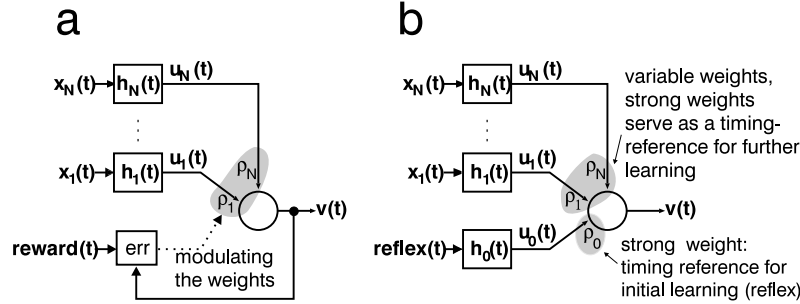 a
x_N(t)
h_N(t)
u_N(t)
x_1(t)
h_1(t)
u_1(t)
ρ_N
ρ_1
v(t)
reward(t)
err
modulating
the weights
b
x_N(t)
h_N(t)
u_N(t)
variable weights,
strong weights
serve as a timing-
reference for further
learning
x_1(t)
h_1(t)
u_1(t)
ρ_N
ρ_1
v(t)
reflex(t)
h_0(t)
u_0(t)
ρ_0
strong weight:
timing reference for
initial learning (reflex)